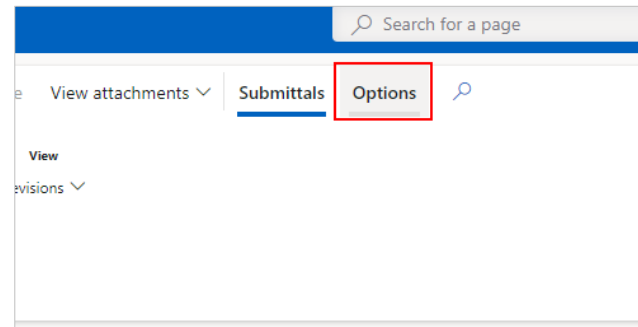 Search for a page
e View attachments Submittals Options
View
evisions